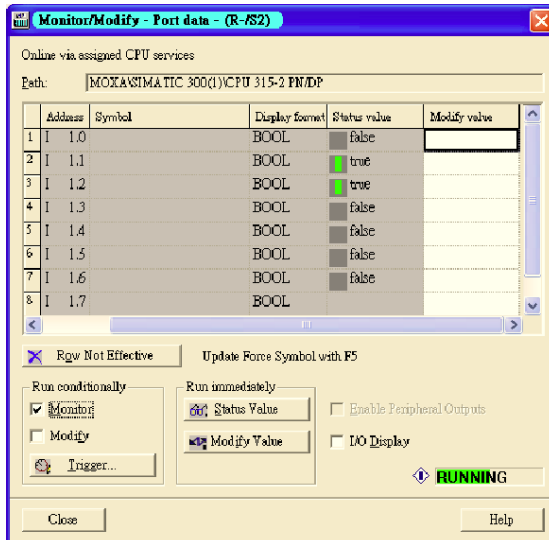 Monitor/Modify - Port data - (R-/S2)
Online via assigned CPU services
Path: MOXA\SIMATIC 300(1)\CPU 315-2 PN/DP
Address Symbol Display format Status value Modify value
1 I 1.0 BOOL false
2 I 1.1 BOOL true
3 I 1.2 BOOL true
4 I 1.3 BOOL false
5 I 1.4 BOOL false
6 I 1.5 BOOL false
7 I 1.6 BOOL false
8 I 1.7 BOOL
Row Not Effective Update Force Symbol with F5
Run conditionally Run immediately
Monitor Status Value Enable Peripheral Outputs
Modify Modify Value I/O Display
Trigger... RUNNING
Close Help